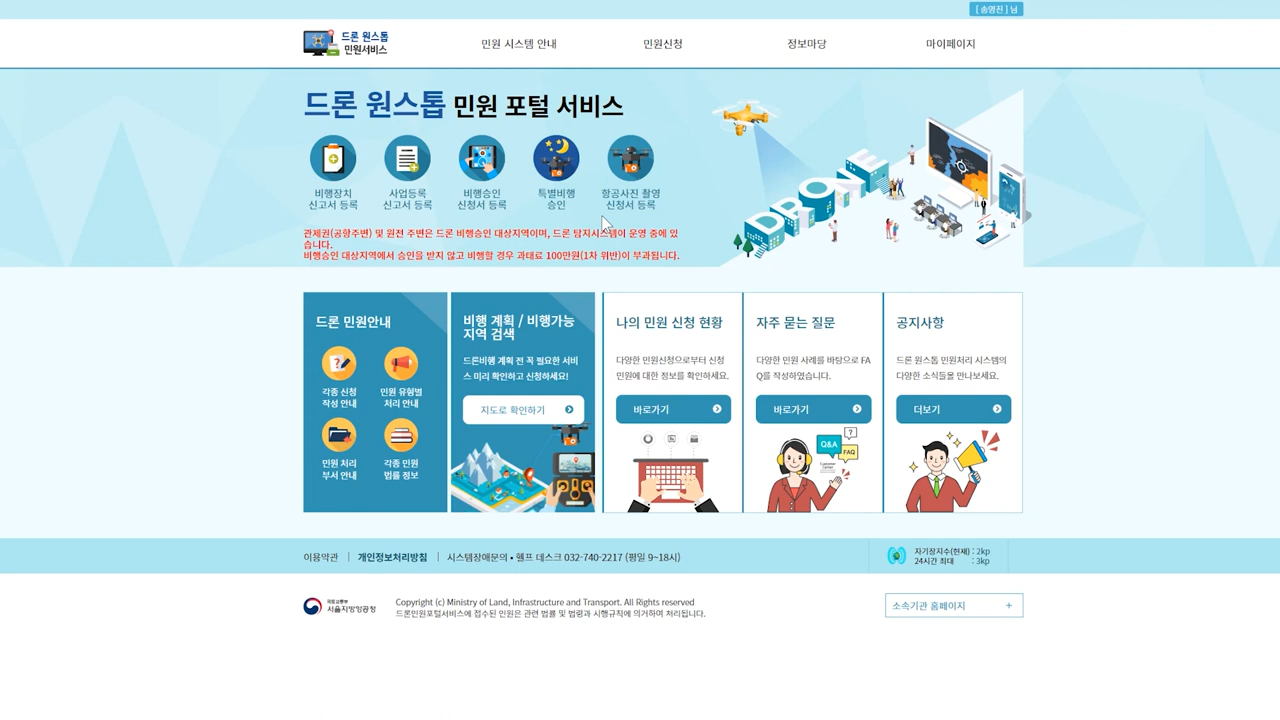 [ 송영진 ] 님
드론 원스톱
민원서비스
민원 시스템 안내
민원신청
정보마당
마이페이지
드론 원스톱 민원 포털 서비스
비행장치
신고서 등록
사업등록
신고서 등록
비행승인
신청서 등록
특별비행
승인
항공사진 촬영
신청서 등록
관제권(공항주변) 및 원전 주변은 드론 비행승인 대상지역이며, 드론 탐지시스템이 운영 중에 있
습니다.
비행승인 대상지역에서 승인을 받지 않고 비행할 경우 과태료 100만원(1차 위반)이 부과됩니다.
DRONE
드론 민원안내
각종 신청
작성 안내
민원 유형별
처리 안내
민원 처리
부서 안내
각종 민원
법률 정보
비행 계획 / 비행가능
지역 검색
드론비행 계획 전 꼭 필요한 서비
스 미리 확인하고 신청하세요!
지도로 확인하기
나의 민원 신청 현황
다양한 민원신청으로부터 신청
민원에 대한 정보를 확인하세요.
바로가기
자주 묻는 질문
다양한 민원 사례를 바탕으로 FA
Q를 작성하였습니다.
바로가기
?
Q&A
FAQ
Customer
Center
공지사항
드론 원스톱 민원처리 시스템의
다양한 소식들을 만나보세요.
더보기
이용약관
개인정보처리방침
시스템장애문의 • 헬프 데스크 032-740-2217 (평일 9~18시)
자기장지수(현재) : 2kp
24시간 최대 : 3kp
국토교통부
서울지방항공청
Copyright (c) Ministry of Land, Infrastructure and Transport. All Rights reserved
드론민원포털서비스에 접수된 민원은 관련 법률 및 법령과 시행규칙에 의거하여 처리됩니다.
소속기관 홈페이지 +